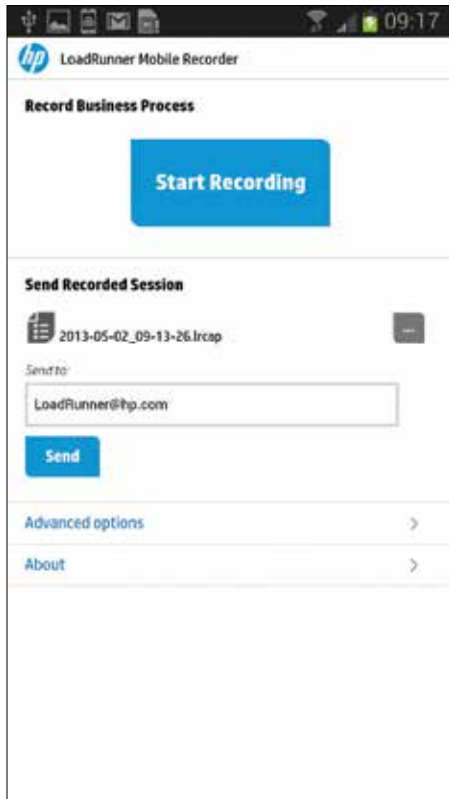 09:17
hp LoadRunner Mobile Recorder
Record Business Process
Start Recording
Send Recorded Session
2013-05-02_09-13-26.lrcap
...
Send to:
LoadRunner@hp.com
Send
Advanced options
About